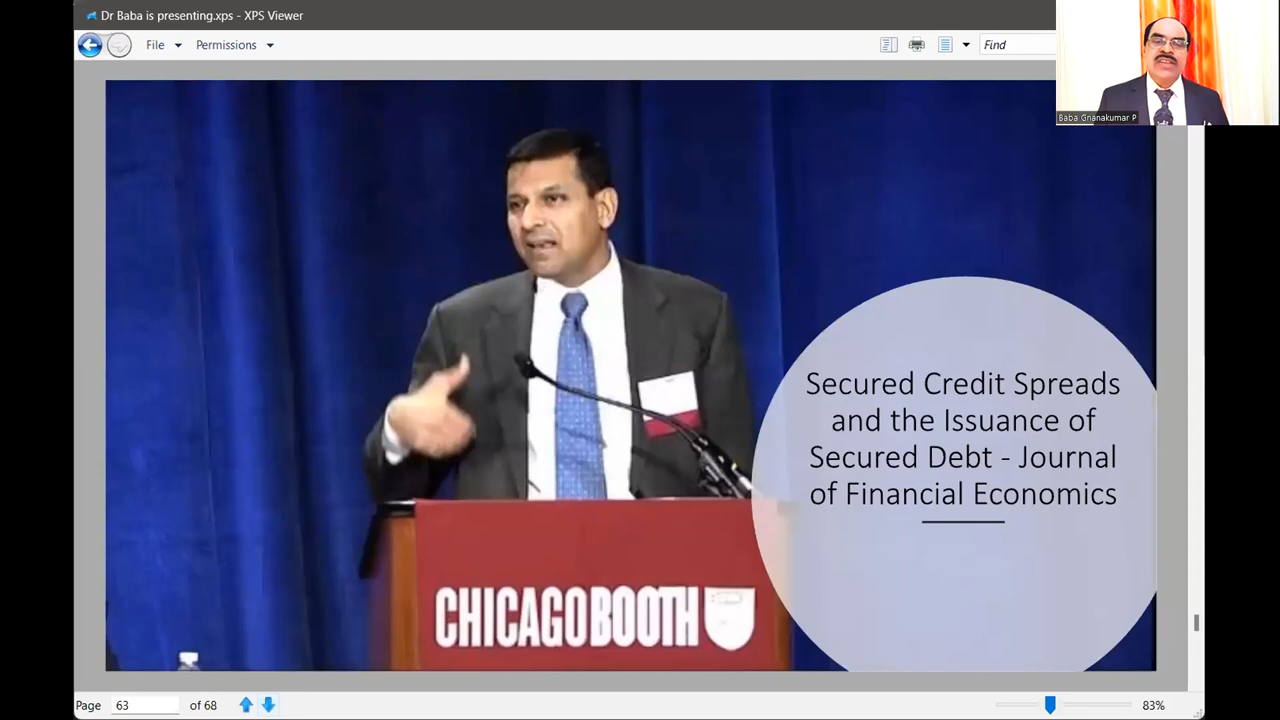 Dr Baba is presenting.xps - XPS Viewer
File Permissions
Find
Baba Gnanakumar P
Secured Credit Spreads
and the Issuance of
Secured Debt - Journal
of Financial Economics
CHICAGOBOOTH
Page 63 of 68
83%